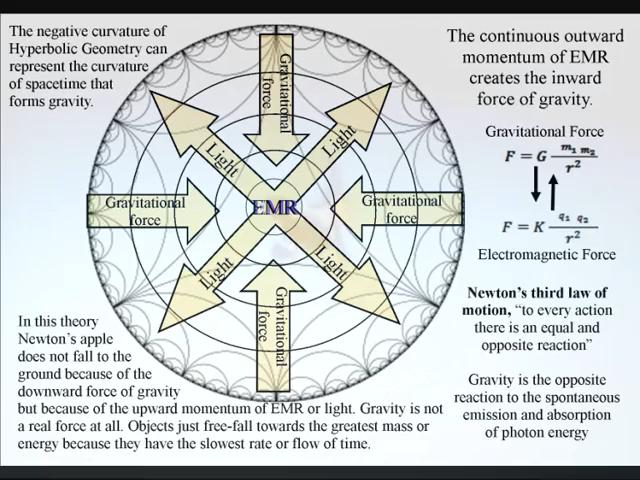 The negative curvature of
Hyperbolic Geometry can
represent the curvature
of spacetime that
forms gravity.
The continuous outward
momentum of EMR
creates the inward
force of gravity.
Gravitational
force
Light
Light
Gravitational
force
EMR
Gravitational
force
Light
Light
Gravitational
force
Gravitational Force
F = G m₁ m₂ / r²
F = K q₁ q₂ / r²
Electromagnetic Force
Newton's third law of
motion, "to every action
there is an equal and
opposite reaction"
Gravity is the opposite
reaction to the spontaneous
emission and absorption
of photon energy
In this theory
Newton's apple
does not fall to the
ground because of the
downward force of gravity
but because of the upward momentum of EMR or light. Gravity is not
a real force at all. Objects just free-fall towards the greatest mass or
energy because they have the slowest rate or flow of time.